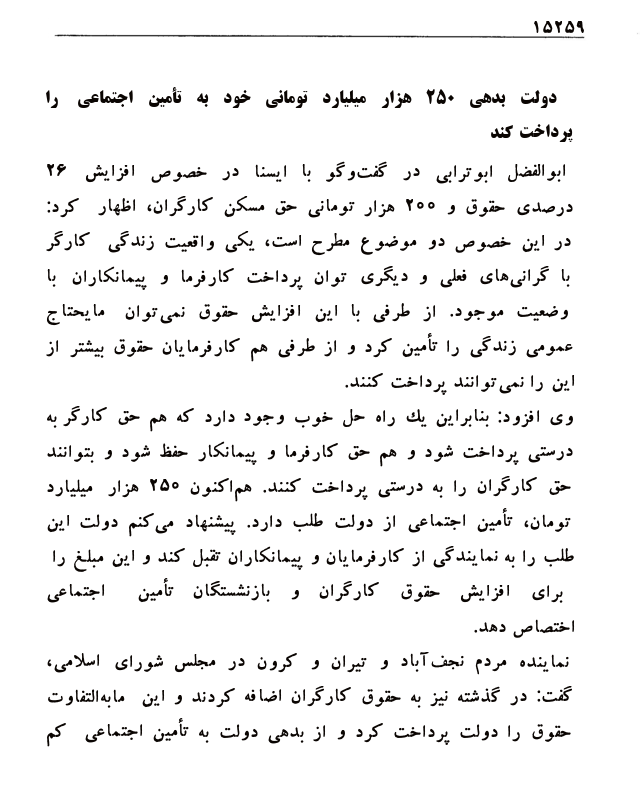 ۱۵۲۵۹
دولت بدهی ۲۵۰ هزار میلیارد تومانی خود به تأمین اجتماعی را
پرداخت کند
ابوالفضل ابوترابی در گفت‌وگو با ایسنا در خصوص افزایش ۲۶
درصدی حقوق و ۲۰۰ هزار تومانی حق مسکن کارگران، اظهار کرد:
در این خصوص دو موضوع مطرح است، یکی واقعیت زندگی کارگر
با گرانی‌های فعلی و دیگری توان پرداخت کارفرما و پیمانکاران با
وضعیت موجود. از طرفی با این افزایش حقوق نمی‌توان مایحتاج
عمومی زندگی را تأمین کرد و از طرفی هم کارفرمایان حقوق بیشتر از
این را نمی‌توانند پرداخت کنند.
وی افزود: بنابراین یك راه حل خوب وجود دارد که هم حق کارگر به
درستی پرداخت شود و هم حق کارفرما و پیمانکار حفظ شود و بتوانند
حق کارگران را به درستی پرداخت کنند. هم‌اکنون ۲۵۰ هزار میلیارد
تومان، تأمین اجتماعی از دولت طلب دارد. پیشنهاد می‌کنم دولت این
طلب را به نمایندگی از کارفرمایان و پیمانکاران تقبل کند و این مبلغ را
برای افزایش حقوق کارگران و بازنشستگان تأمین اجتماعی
اختصاص دهد.
نماینده مردم نجف‌آباد و تیران و کرون در مجلس شورای اسلامی،
گفت: در گذشته نیز به حقوق کارگران اضافه کردند و این مابه‌التفاوت
حقوق را دولت پرداخت کرد و از بدهی دولت به تأمین اجتماعی کم